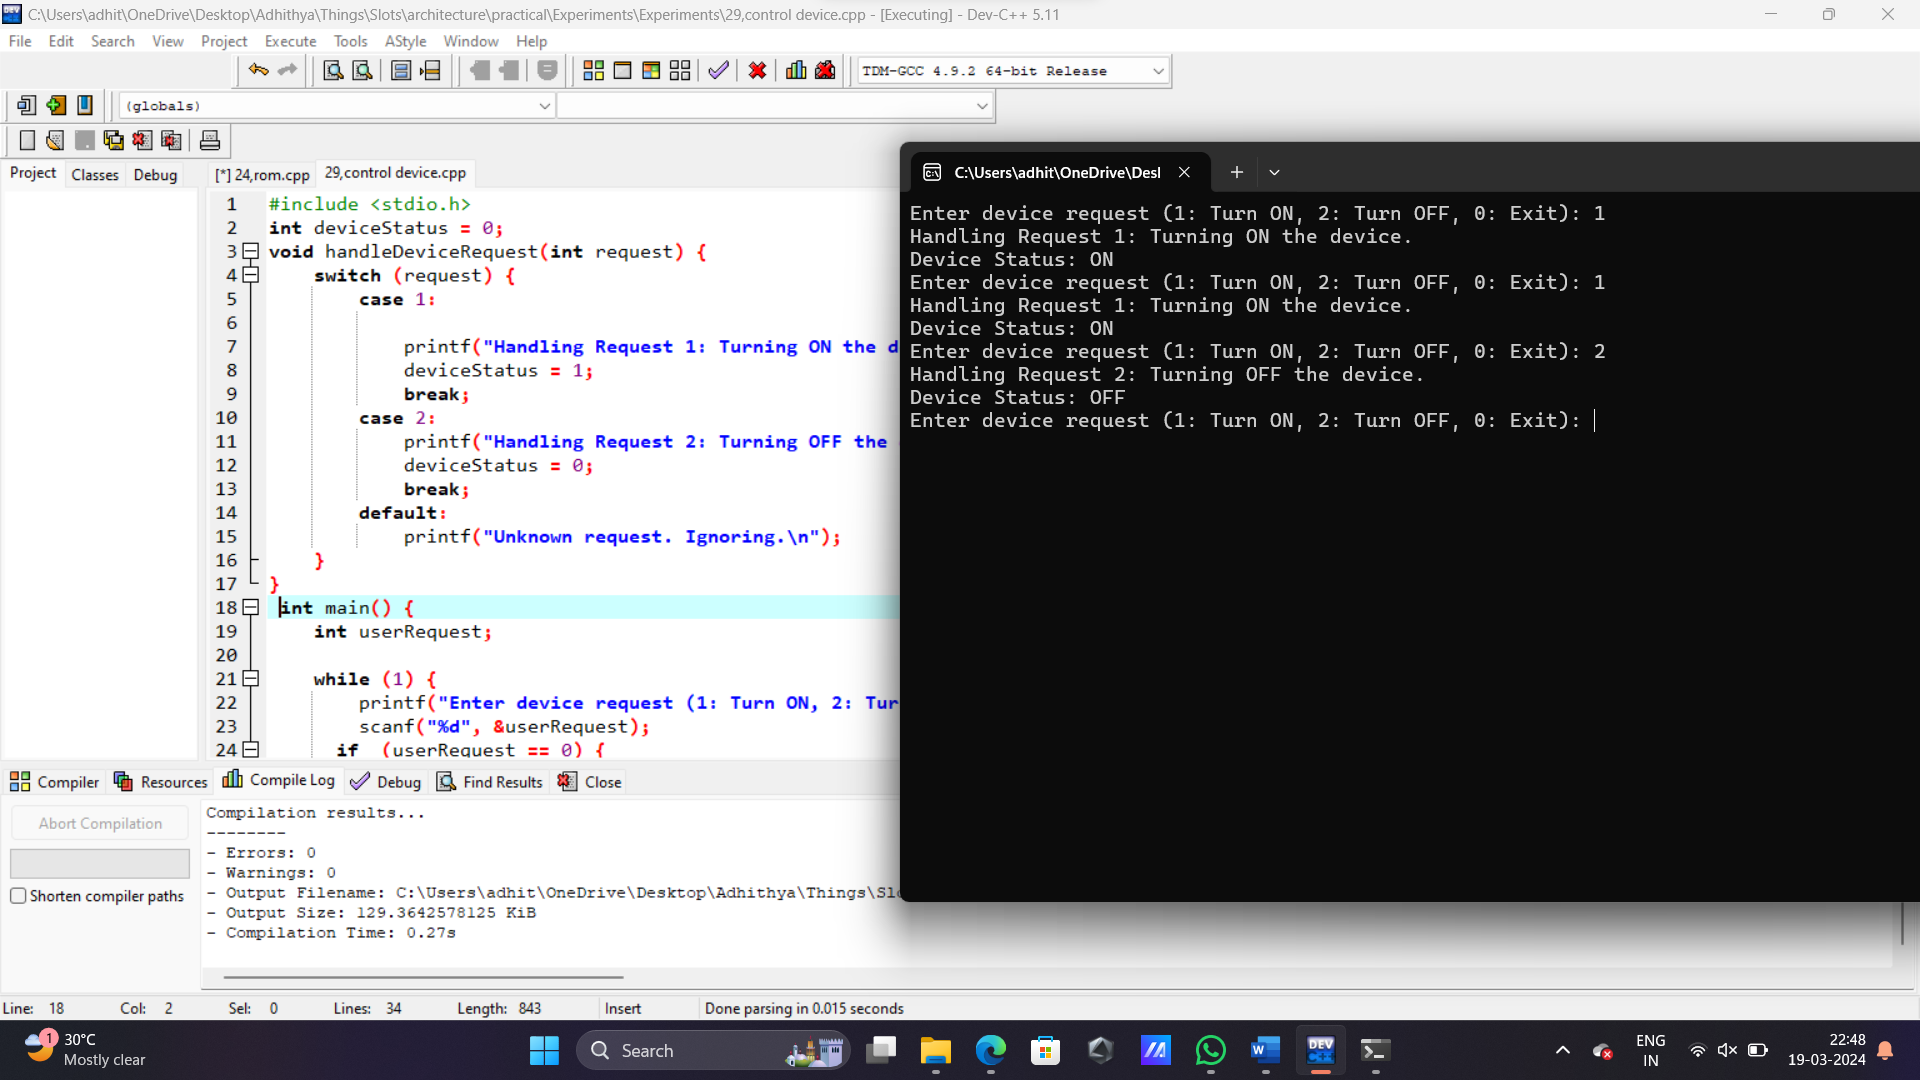 C:\Users\adhit\OneDrive\Desktop\Adhithya\Things\Slots\architecture\practical\Experiments\Experiments\29,control device.cpp - [Executing] - Dev-C++ 5.11
File Edit Search View Project Execute Tools AStyle Window Help
TDM-GCC 4.9.2 64-bit Release
(globals)
Project Classes Debug
[*] 24,rom.cpp 29,control device.cpp
1 #include <stdio.h>
2 int deviceStatus = 0;
3 void handleDeviceRequest(int request) {
4 switch (request) {
5 case 1:
6
7 printf("Handling Request 1: Turning ON the d
8 deviceStatus = 1;
9 break;
10 case 2:
11 printf("Handling Request 2: Turning OFF the
12 deviceStatus = 0;
13 break;
14 default:
15 printf("Unknown request. Ignoring.\n");
16 }
17 }
18 int main() {
19 int userRequest;
20
21 while (1) {
22 printf("Enter device request (1: Turn ON, 2: Tur
23 scanf("%d", &userRequest);
24 if (userRequest == 0) {
C:\Users\adhit\OneDrive\Desl
Enter device request (1: Turn ON, 2: Turn OFF, 0: Exit): 1
Handling Request 1: Turning ON the device.
Device Status: ON
Enter device request (1: Turn ON, 2: Turn OFF, 0: Exit): 1
Handling Request 1: Turning ON the device.
Device Status: ON
Enter device request (1: Turn ON, 2: Turn OFF, 0: Exit): 2
Handling Request 2: Turning OFF the device.
Device Status: OFF
Enter device request (1: Turn ON, 2: Turn OFF, 0: Exit):
Compiler Resources Compile Log Debug Find Results Close
Abort Compilation
Shorten compiler paths
Compilation results...
--------
- Errors: 0
- Warnings: 0
- Output Filename: C:\Users\adhit\OneDrive\Desktop\Adhithya\Things\Slo
- Output Size: 129.3642578125 KiB
- Compilation Time: 0.27s
Line: 18 Col: 2 Sel: 0 Lines: 34 Length: 843 Insert Done parsing in 0.015 seconds
1
30°C
Mostly clear
Search
W
DEV C++
ENG
IN
22:48
19-03-2024